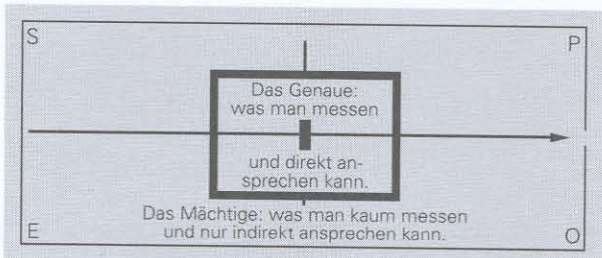 S P
Das Genaue:
was man messen
und direkt an-
sprechen kann.
Das Mächtige: was man kaum messen
und nur indirekt ansprechen kann.
E O